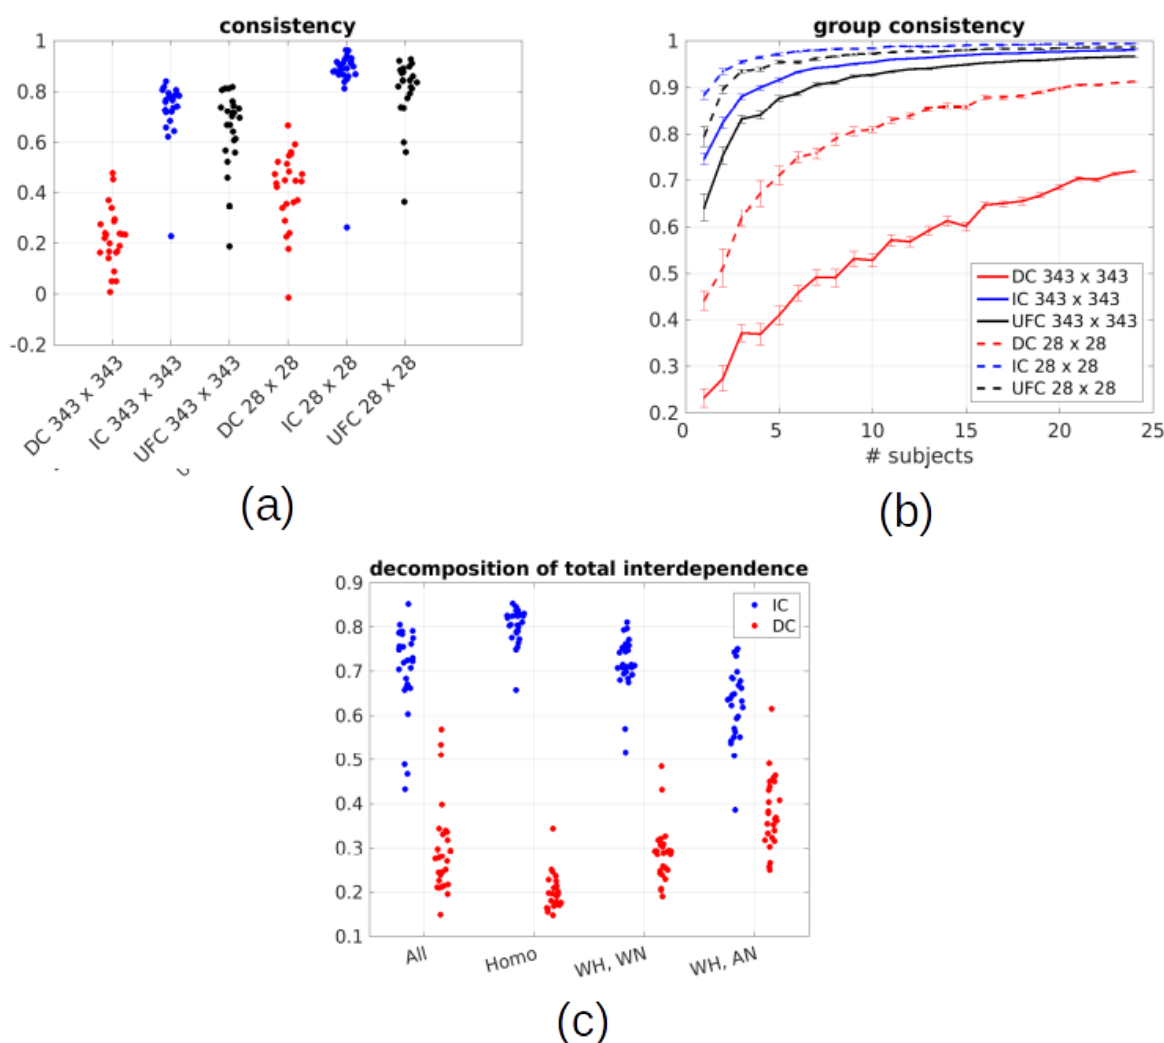 consistency
1
0.8
0.6
0.4
0.2
0
-0.2
DC 343 x 343
IC 343 x 343
UFC 343 x 343
DC 28 x 28
IC 28 x 28
UFC 28 x 28
(a)
group consistency
1
0.9
0.8
0.7
0.6
0.5
0.4
0.3
0.2
0
5
10
15
20
25
# subjects
DC 343 x 343
IC 343 x 343
UFC 343 x 343
DC 28 x 28
IC 28 x 28
UFC 28 x 28
(b)
decomposition of total interdependence
0.9
0.8
0.7
0.6
0.5
0.4
0.3
0.2
0.1
IC
DC
All
Homo
WH, WN
WH, AN
(c)